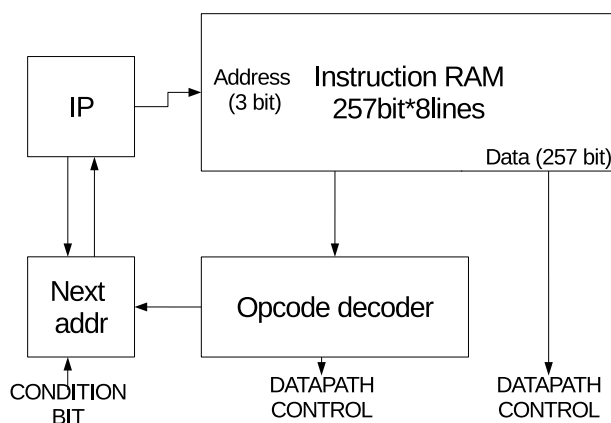 IP
Address
(3 bit)
Instruction RAM
257bit*8lines
Data (257 bit)
Next
addr
Opcode decoder
CONDITION
BIT
DATAPATH
CONTROL
DATAPATH
CONTROL